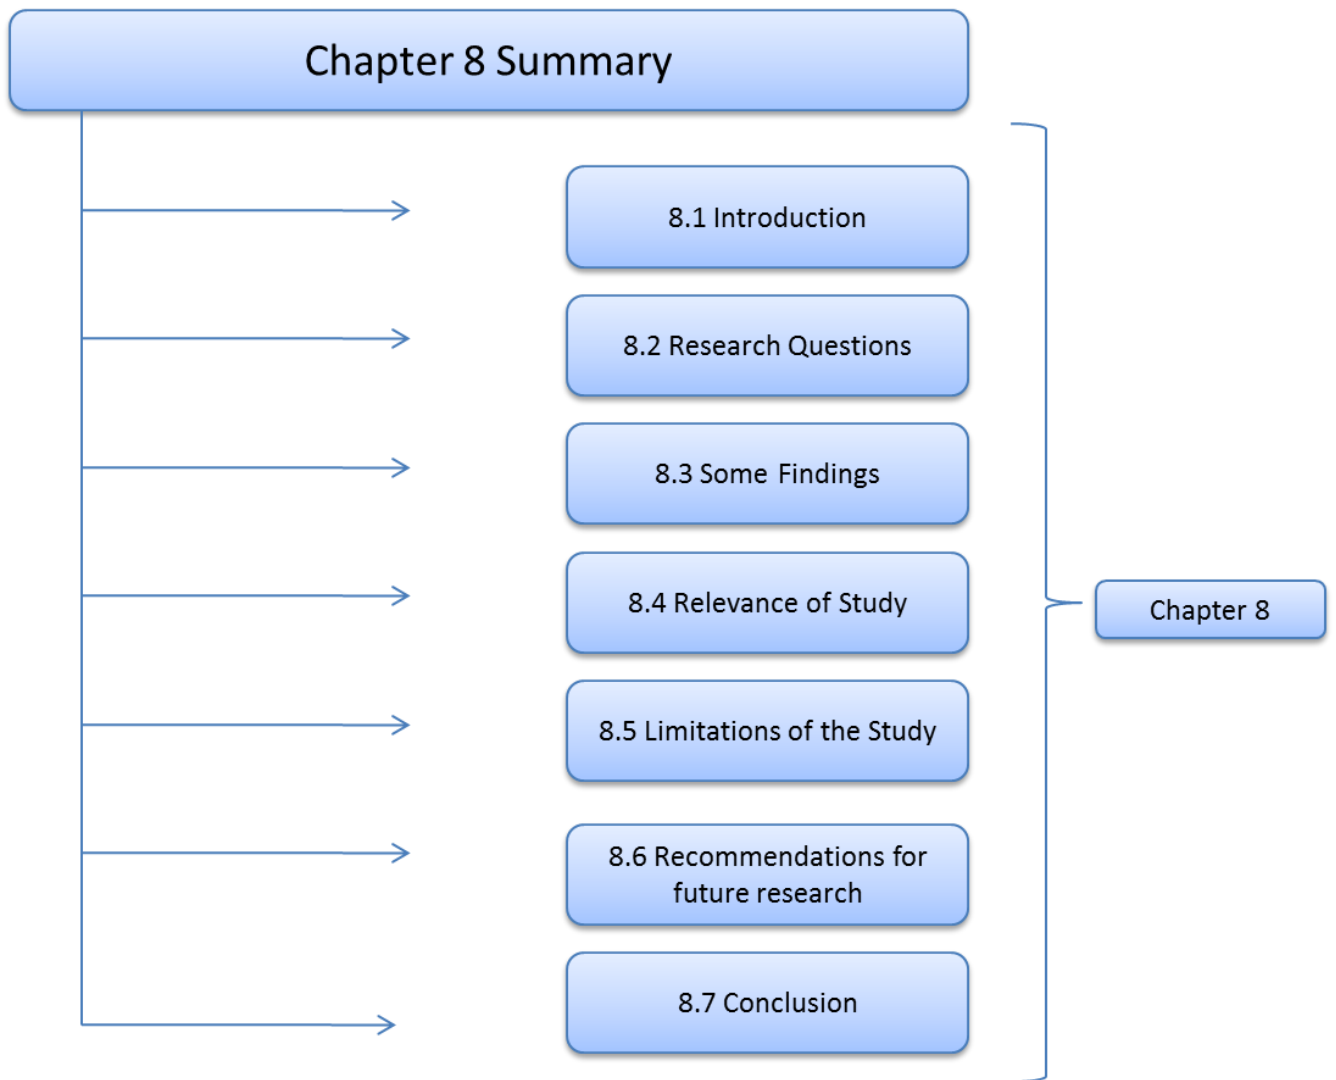 Chapter 8 Summary
8.1 Introduction
8.2 Research Questions
8.3 Some Findings
8.4 Relevance of Study
8.5 Limitations of the Study
8.6 Recommendations for
future research
8.7 Conclusion
Chapter 8